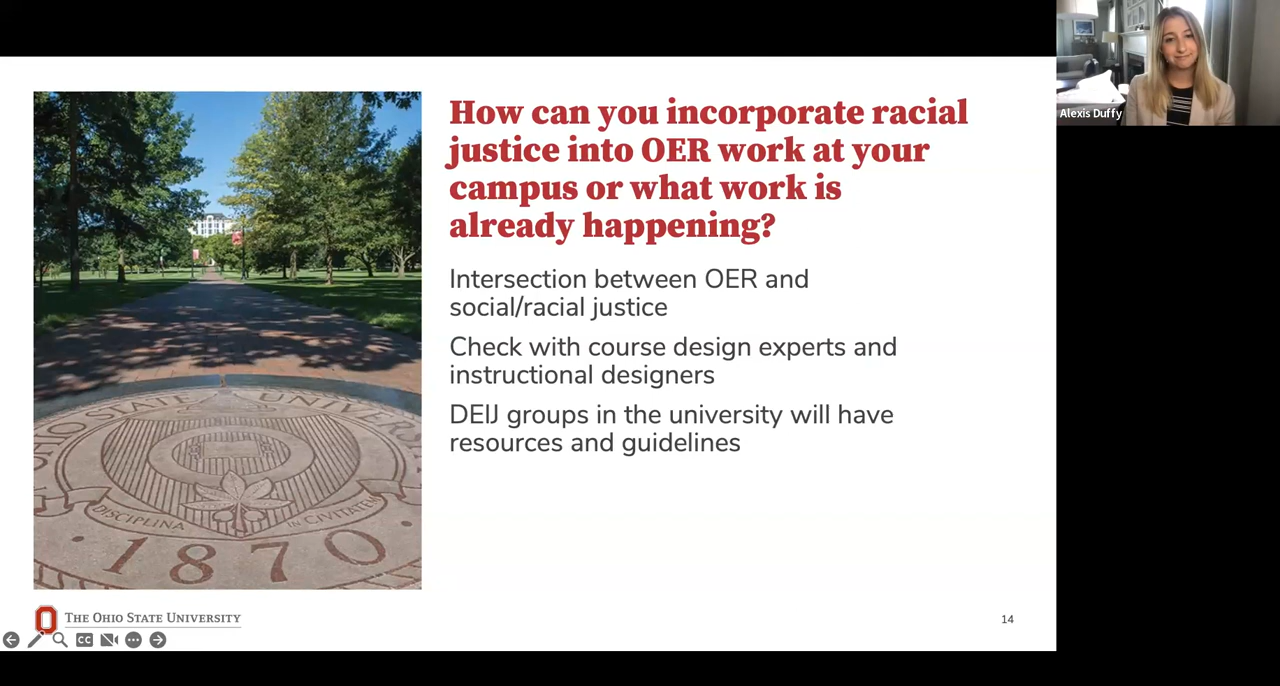 How can you incorporate racial
justice into OER work at your
campus or what work is
already happening?
Intersection between OER and
social/racial justice
Check with course design experts and
instructional designers
DEIJ groups in the university will have
resources and guidelines
OHIO STATE UNIVERSITY
DISCIPLINA
IN CIVITATEM
1870
THE OHIO STATE UNIVERSITY
14
CC
Alexis Duffy